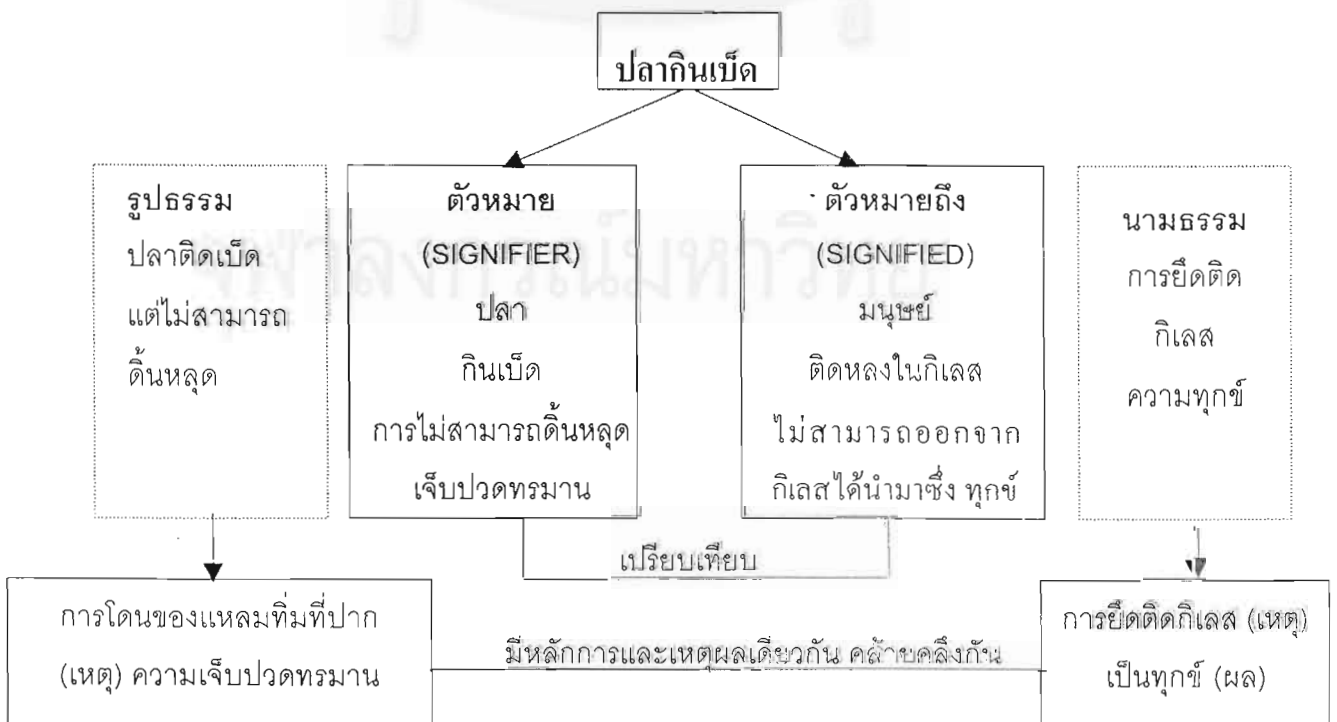 ปลากินเบ็ด
รูปธรรม
ปลาติดเบ็ด
แต่ไม่สามารถ
ดิ้นหลุด
ตัวหมาย
(SIGNIFIER)
ปลา
กินเบ็ด
การไม่สามารถดิ้นหลุด
เจ็บปวดทรมาน
ตัวหมายถึง
(SIGNIFIED)
มนุษย์
ติดหลงในกิเลส
ไม่สามารถออกจาก
กิเลสได้นำมาซึ่ง ทุกข์
นามธรรม
การยึดติด
กิเลส
ความทุกข์
เปรียบเทียบ
การโดนของแหลมทิ่มที่ปาก
(เหตุ) ความเจ็บปวดทรมาน
มีหลักการและเหตุผลเดียวกัน คล้ายคลึงกัน
การยึดติดกิเลส (เหตุ)
เป็นทุกข์ (ผล)